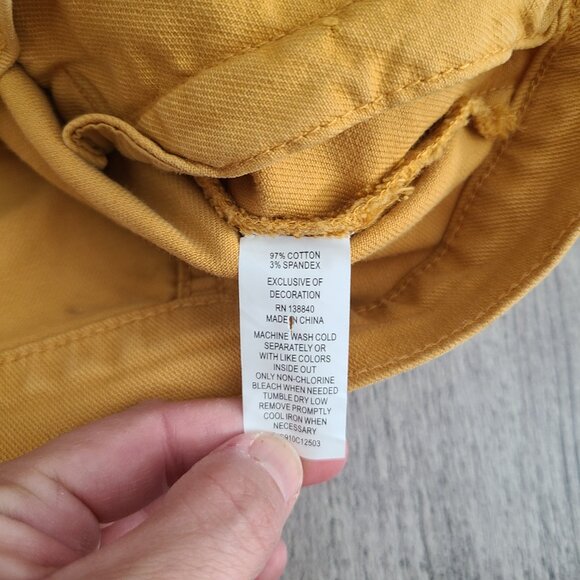 97% COTTON
3% SPANDEX
EXCLUSIVE OF
DECORATION
RN 138840
MADE IN CHINA
MACHINE WASH COLD
SEPARATELY OR
WITH LIKE COLORS
INSIDE OUT
ONLY NON-CHLORINE
BLEACH WHEN NEEDED
TUMBLE DRY LOW
REMOVE PROMPTLY
COOL IRON WHEN
NECESSARY